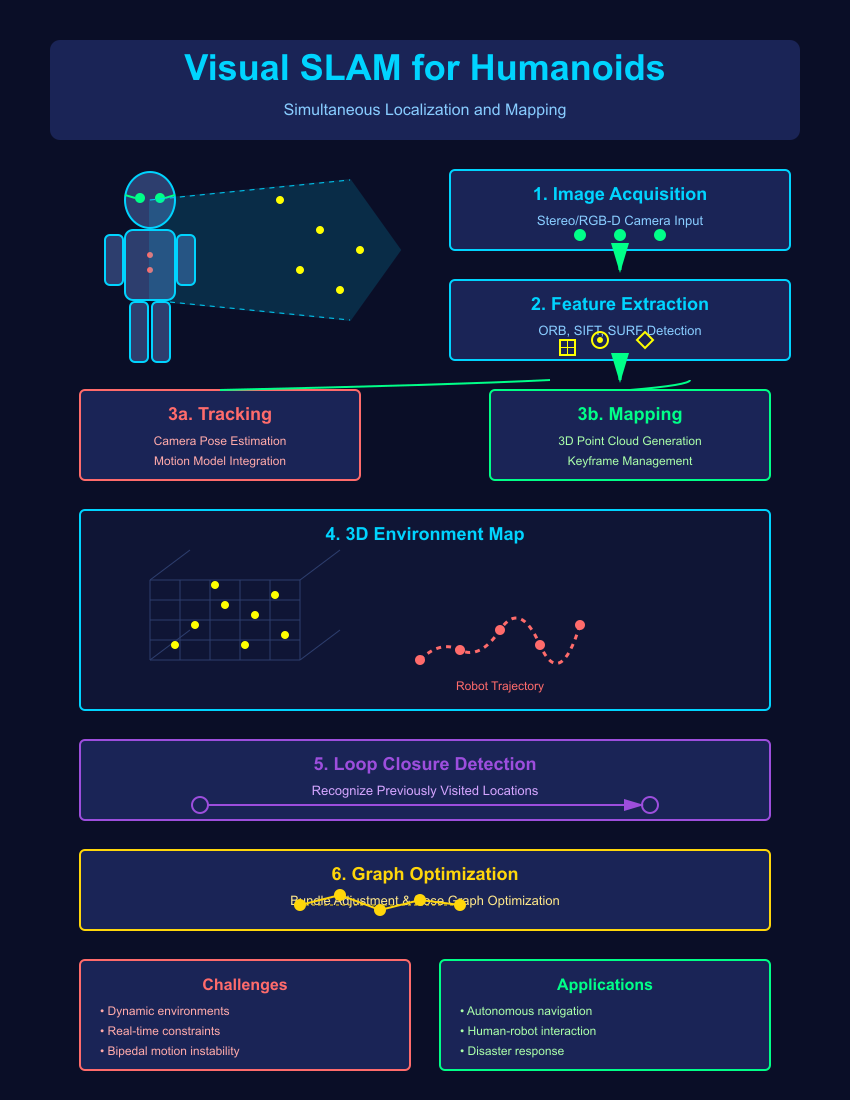 Visual SLAM for Humanoids
Simultaneous Localization and Mapping
1. Image Acquisition
Stereo/RGB-D Camera Input
2. Feature Extraction
ORB, SIFT, SURF Detection
3a. Tracking
Camera Pose Estimation
Motion Model Integration
3b. Mapping
3D Point Cloud Generation
Keyframe Management
4. 3D Environment Map
Robot Trajectory
5. Loop Closure Detection
Recognize Previously Visited Locations
6. Graph Optimization
Bundle Adjustment & Pose Graph Optimization
Challenges
• Dynamic environments
• Real-time constraints
• Bipedal motion instability
Applications
• Autonomous navigation
• Human-robot interaction
• Disaster response